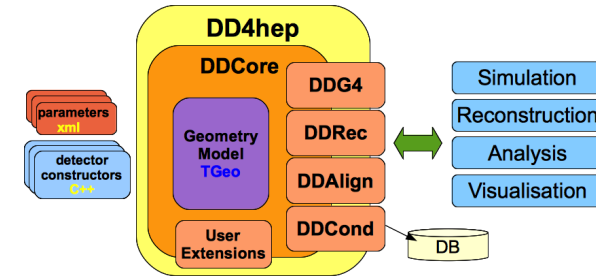 DD4hep
DDCore
DDG4
DDRec
DDAlign
DDCond
Geometry
Model
TGeo
User
Extensions
parameters
xml
detector
constructors
C++
Simulation
Reconstruction
Analysis
Visualisation
DB